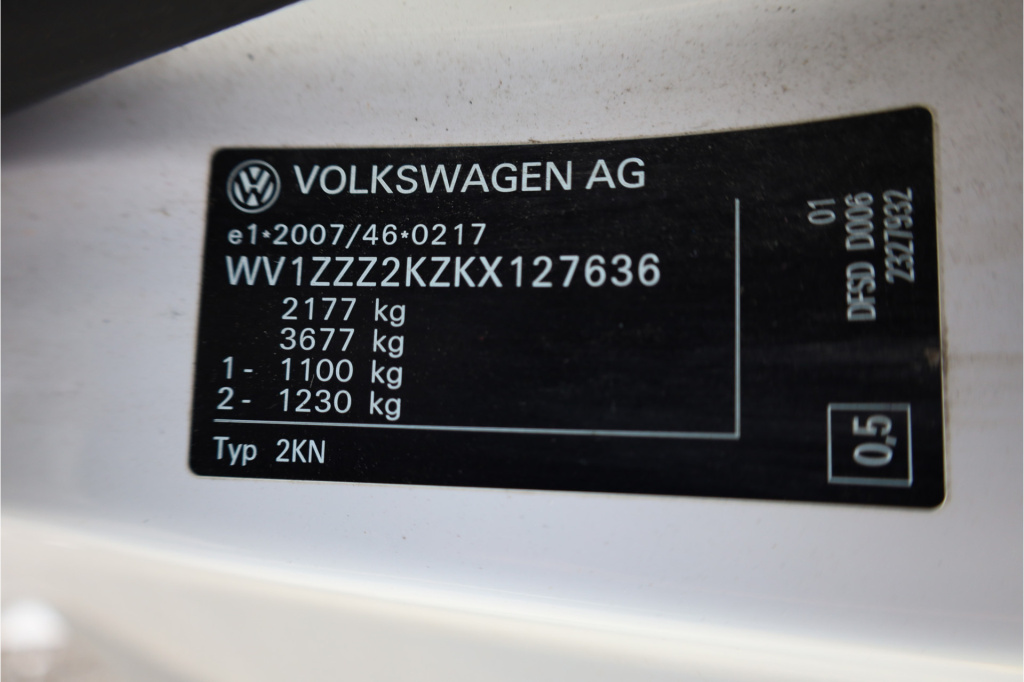 VOLKSWAGEN AG
e1*2007/46*0217
WV1ZZZ2KZKX127636
2177 kg
3677 kg
1- 1100 kg
2- 1230 kg
Typ 2KN
01
DFSD D006
2327932
0,5